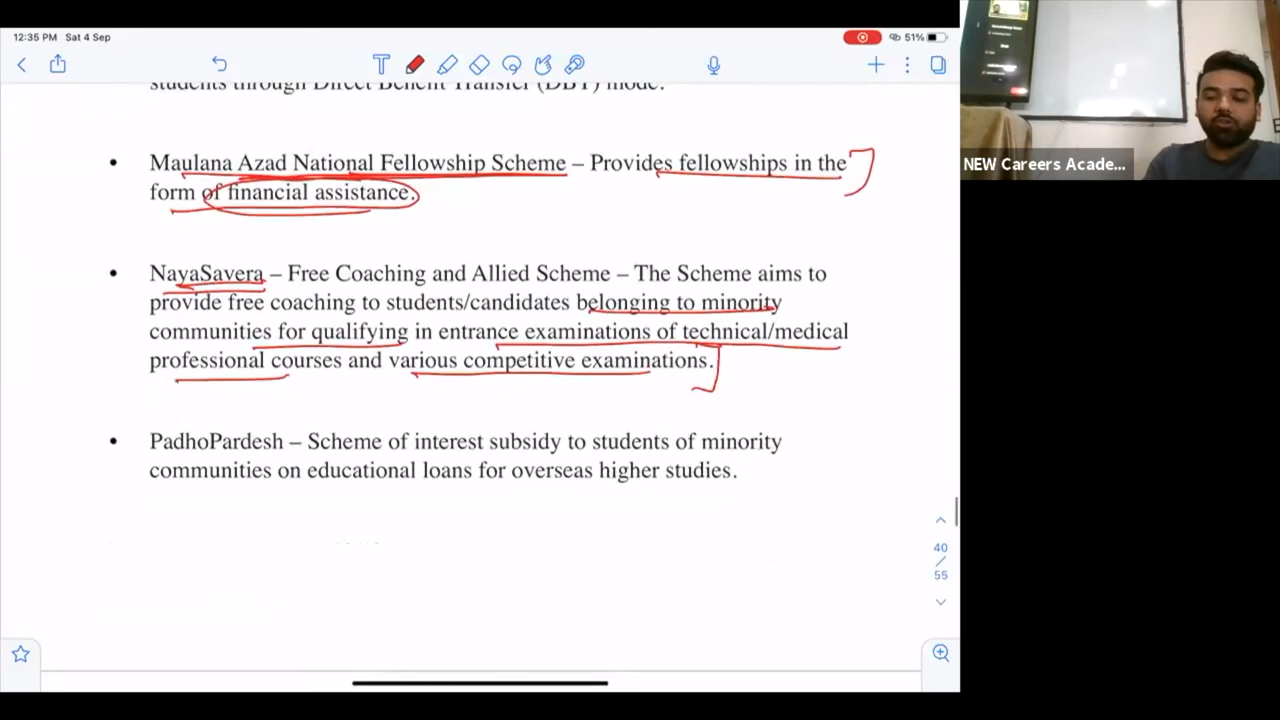 12:35 PM Sat 4 Sep
51%
students through Direct Benefit Transfer (DBT) mode.
• Maulana Azad National Fellowship Scheme – Provides fellowships in the
form of financial assistance.
• NayaSavera – Free Coaching and Allied Scheme – The Scheme aims to
provide free coaching to students/candidates belonging to minority
communities for qualifying in entrance examinations of technical/medical
professional courses and various competitive examinations.
• PadhoPardesh – Scheme of interest subsidy to students of minority
communities on educational loans for overseas higher studies.
40
/
55
NEW Careers Acade...